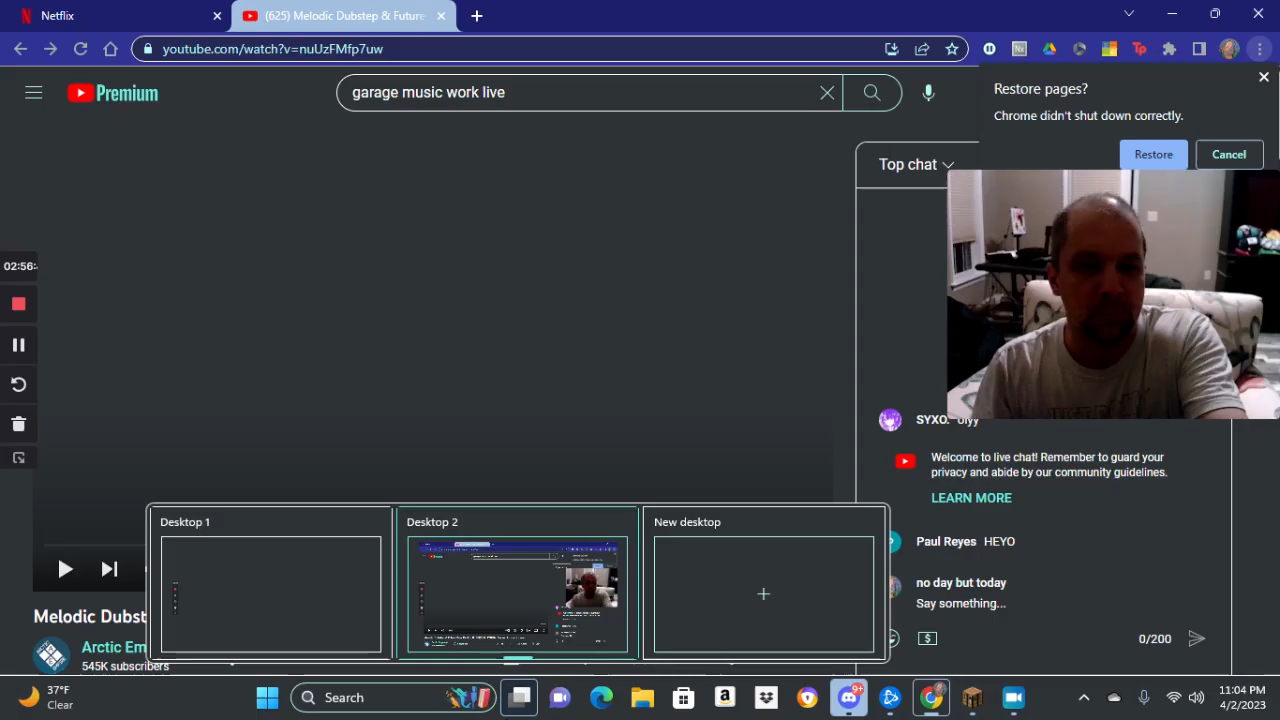 Netflix
(625) Melodic Dubstep & Future
youtube.com/watch?v=nuUzFMfp7uw
Premium
garage music work live
Restore pages?
Chrome didn't shut down correctly.
Restore
Cancel
Top chat
02:56:
SYXO.
Welcome to live chat! Remember to guard your
privacy and abide by our community guidelines.
LEARN MORE
Paul Reyes HEYO
no day but today
Say something...
0/200
Desktop 1
Desktop 2
New desktop
Melodic Dubst
Arctic Em
545K subscribers
37°F
Clear
Search
9+
11:04 PM
4/2/2023